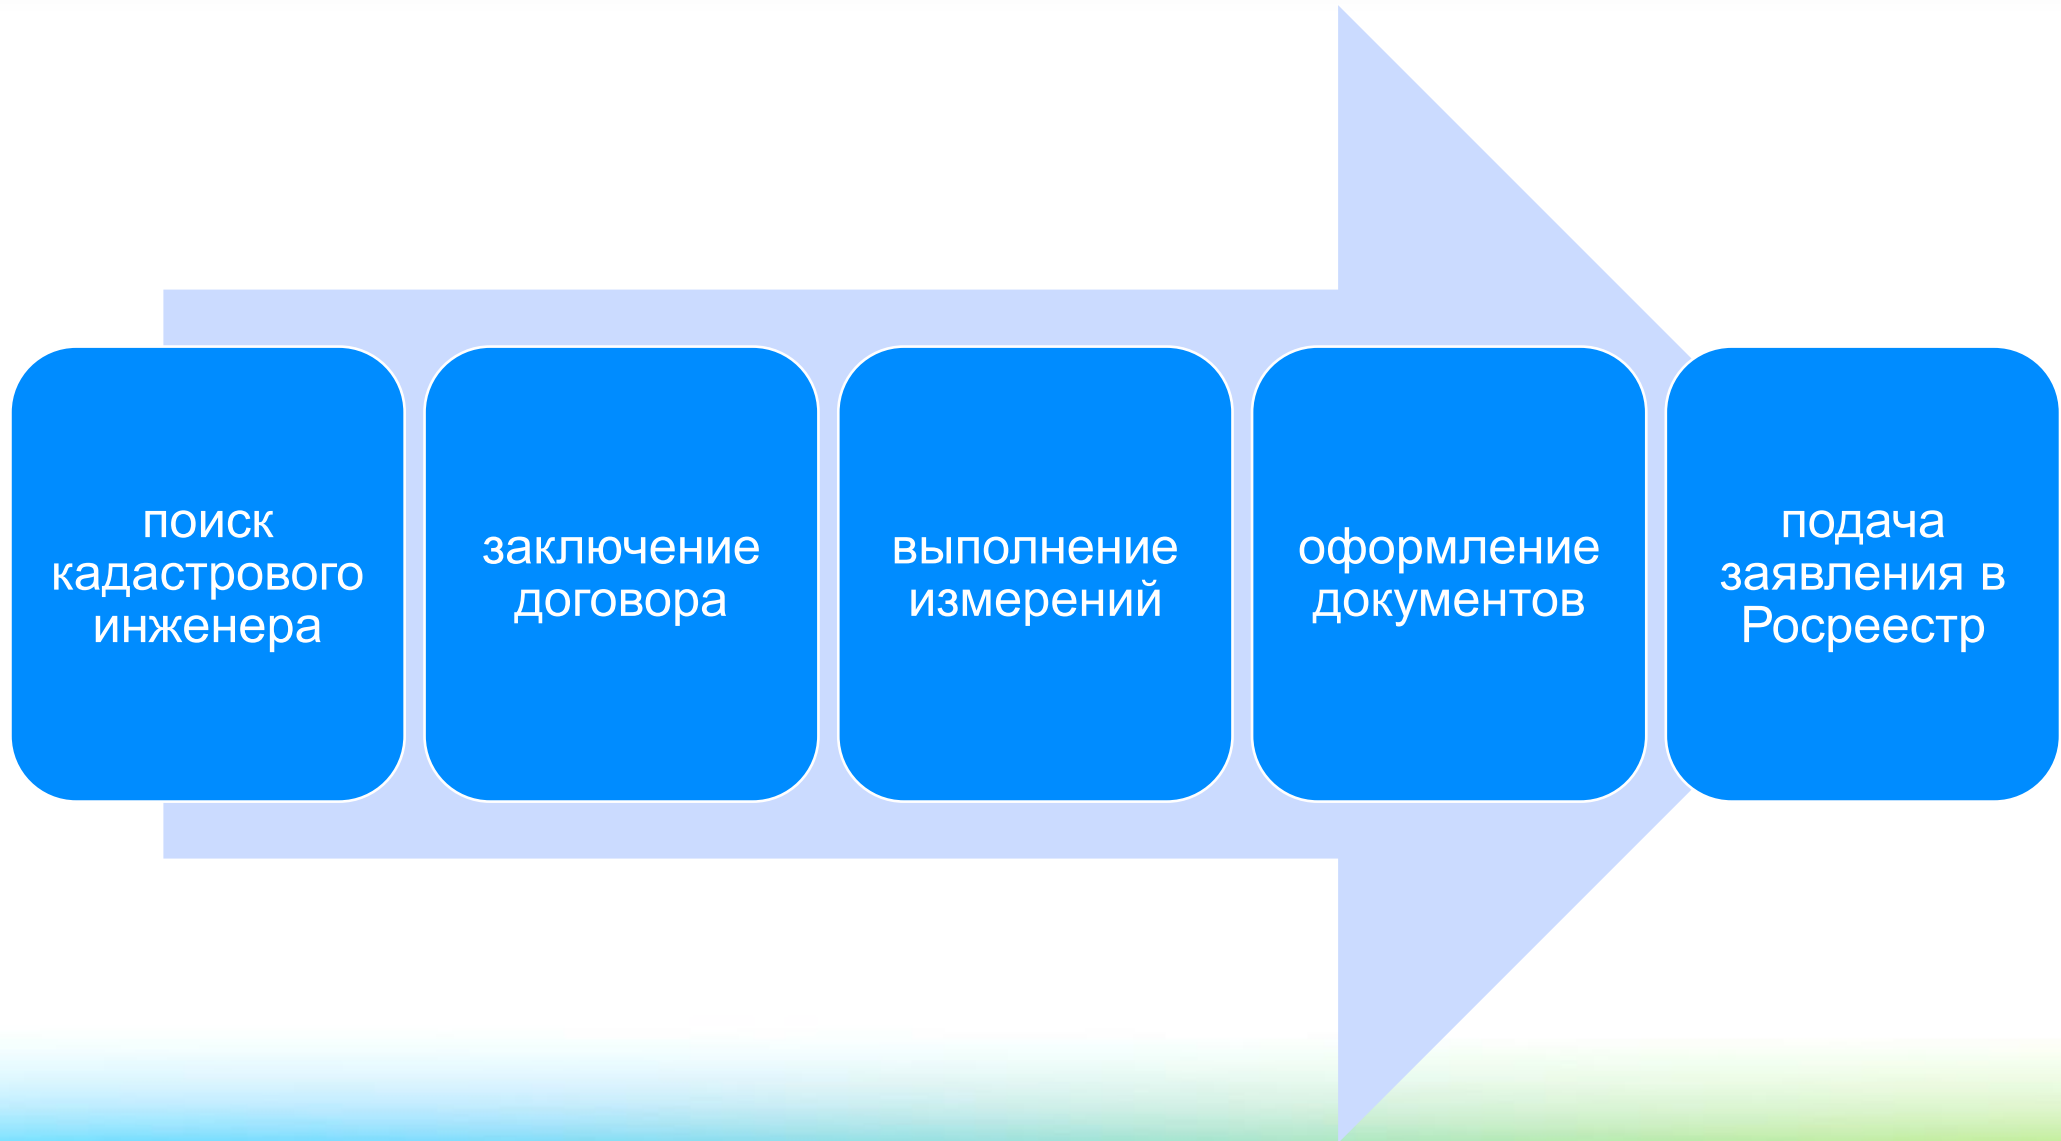 поиск
кадастрового
инженера
заключение
договора
выполнение
измерений
оформление
документов
подача
заявления в
Росреестр